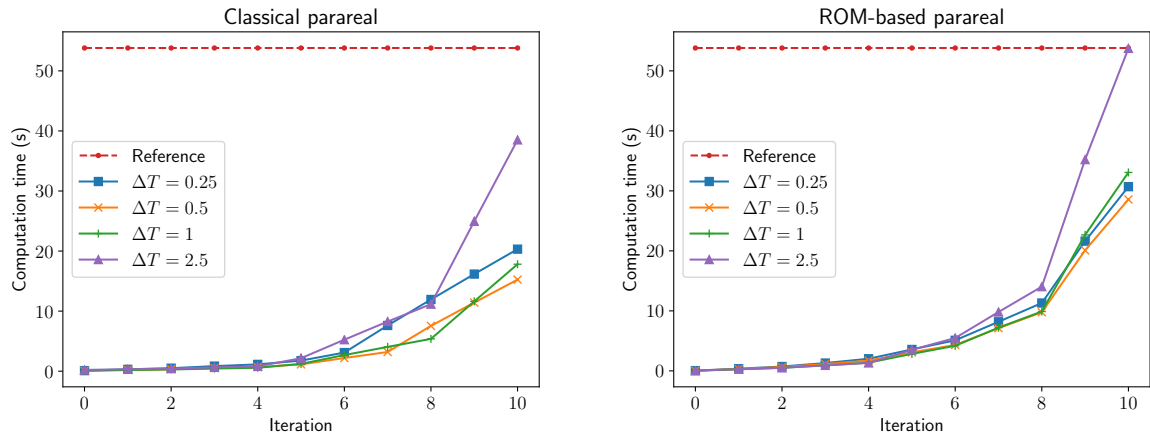 Classical parareal
50
40
30
20
10
0
Computation time (s)
Reference
ΔT = 0.25
ΔT = 0.5
ΔT = 1
ΔT = 2.5
0 2 4 6 8 10
Iteration
ROM-based parareal
50
40
30
20
10
0
Computation time (s)
Reference
ΔT = 0.25
ΔT = 0.5
ΔT = 1
ΔT = 2.5
0 2 4 6 8 10
Iteration